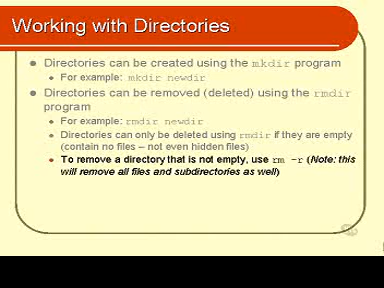 Working with Directories
Directories can be created using the mkdir program
For example: mkdir newdir
Directories can be removed (deleted) using the rmdir
program
For example: rmdir newdir
Directories can only be deleted using rmdir if they are empty
(contain no files – not even hidden files)
To remove a directory that is not empty, use rm -r (Note: this
will remove all files and subdirectories as well)